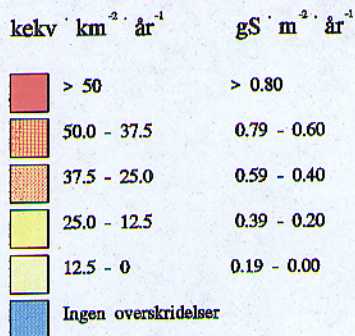 kekv · km⁻² · år⁻¹ gS · m⁻² · år⁻¹
> 50 > 0.80
50.0 - 37.5 0.79 - 0.60
37.5 - 25.0 0.59 - 0.40
25.0 - 12.5 0.39 - 0.20
12.5 - 0 0.19 - 0.00
Ingen overskridelser